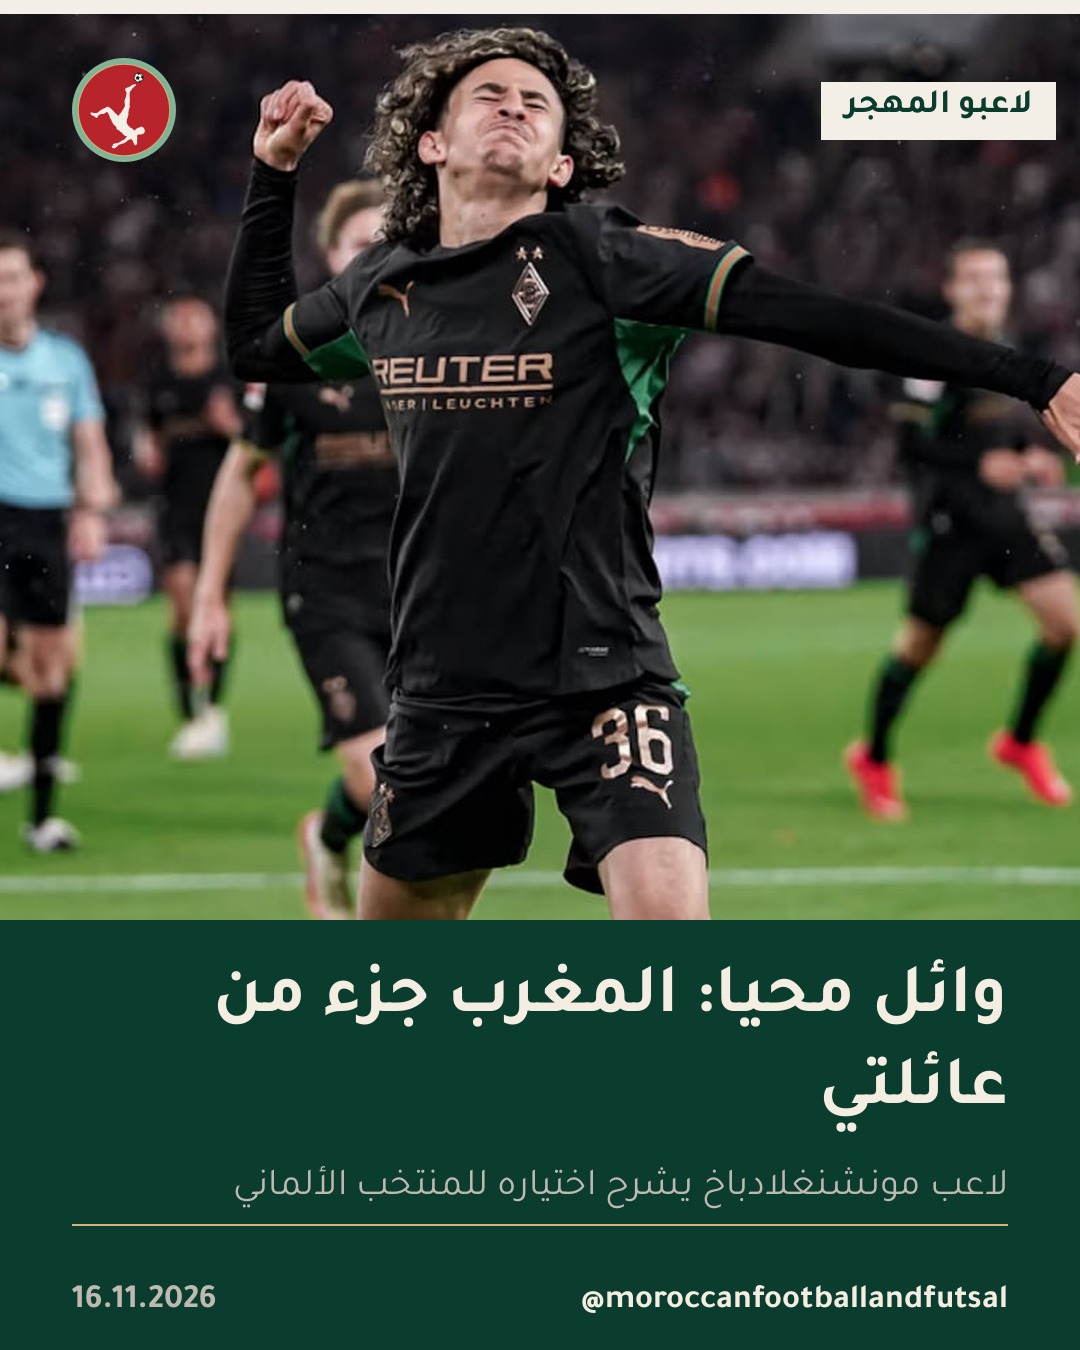 لاعبو المهجر
REUTER
LEUCHTEN
36
وائل محيا: المغرب جزء من
عائلتي
لاعب مونشنغلادباخ يشرح اختياره للمنتخب الألماني
16.11.2026
@moroccanfootballandfutsal